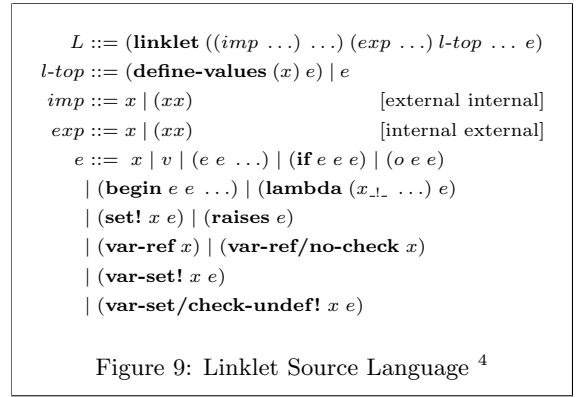 L ::= (linklet ((imp ...) ...) (exp ...) l-top ... e)
l-top ::= (define-values (x) e) | e
imp ::= x | (xx) [external internal]
exp ::= x | (xx) [internal external]
e ::= x | v | (e e ...) | (if e e e) | (o e e)
| (begin e e ...) | (lambda (x_!_ ...) e)
| (set! x e) | (raises e)
| (var-ref x) | (var-ref/no-check x)
| (var-set! x e)
| (var-set/check-undef! x e)
Figure 9: Linklet Source Language 4